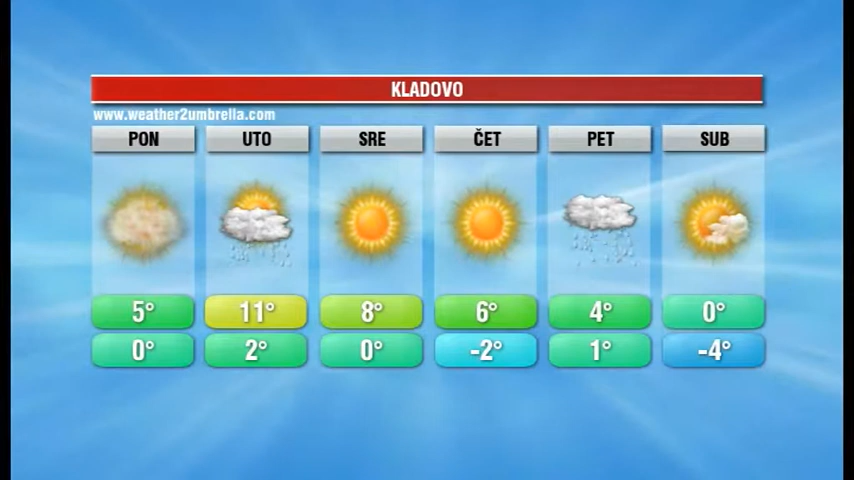 KLADOVO
www.weather2umbrella.com
PON UTO SRE ČET PET SUB
5° 11° 8° 6° 4° 0°
0° 2° 0° -2° 1° -4°